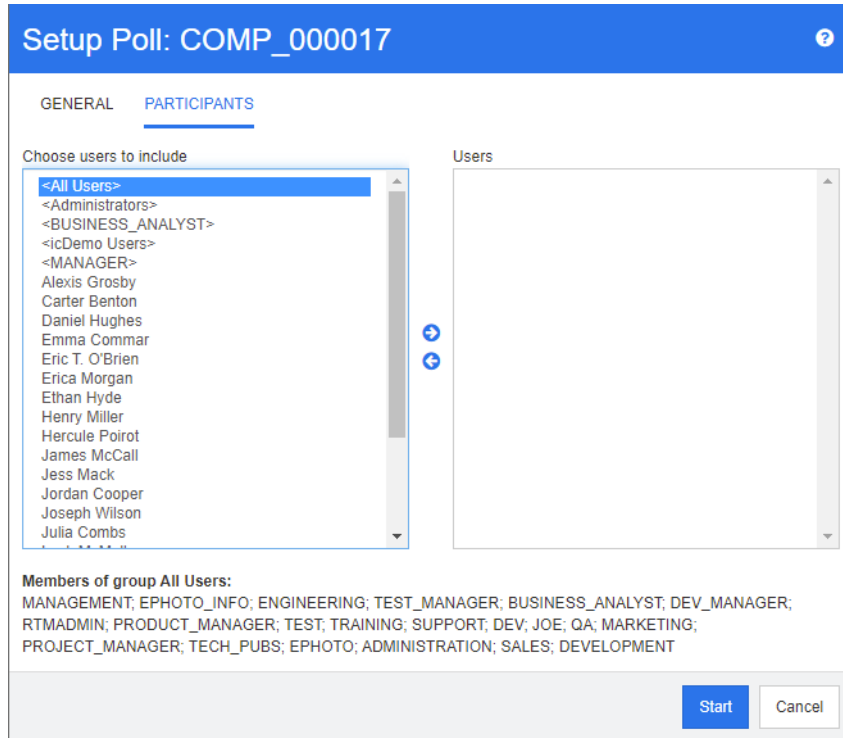 Setup Poll: COMP_000017
GENERAL PARTICIPANTS
Choose users to include
Users
<All Users>
<Administrators>
<BUSINESS_ANALYST>
<icDemo Users>
<MANAGER>
Alexis Grosby
Carter Benton
Daniel Hughes
Emma Commar
Eric T. O'Brien
Erica Morgan
Ethan Hyde
Henry Miller
Hercule Poirot
James McCall
Jess Mack
Jordan Cooper
Joseph Wilson
Julia Combs
Members of group All Users:
MANAGEMENT; EPHOTO_INFO; ENGINEERING; TEST_MANAGER; BUSINESS_ANALYST; DEV_MANAGER;
RTMADMIN; PRODUCT_MANAGER; TEST; TRAINING; SUPPORT; DEV; JOE; QA; MARKETING;
PROJECT_MANAGER; TECH_PUBS; EPHOTO; ADMINISTRATION; SALES; DEVELOPMENT
Start Cancel